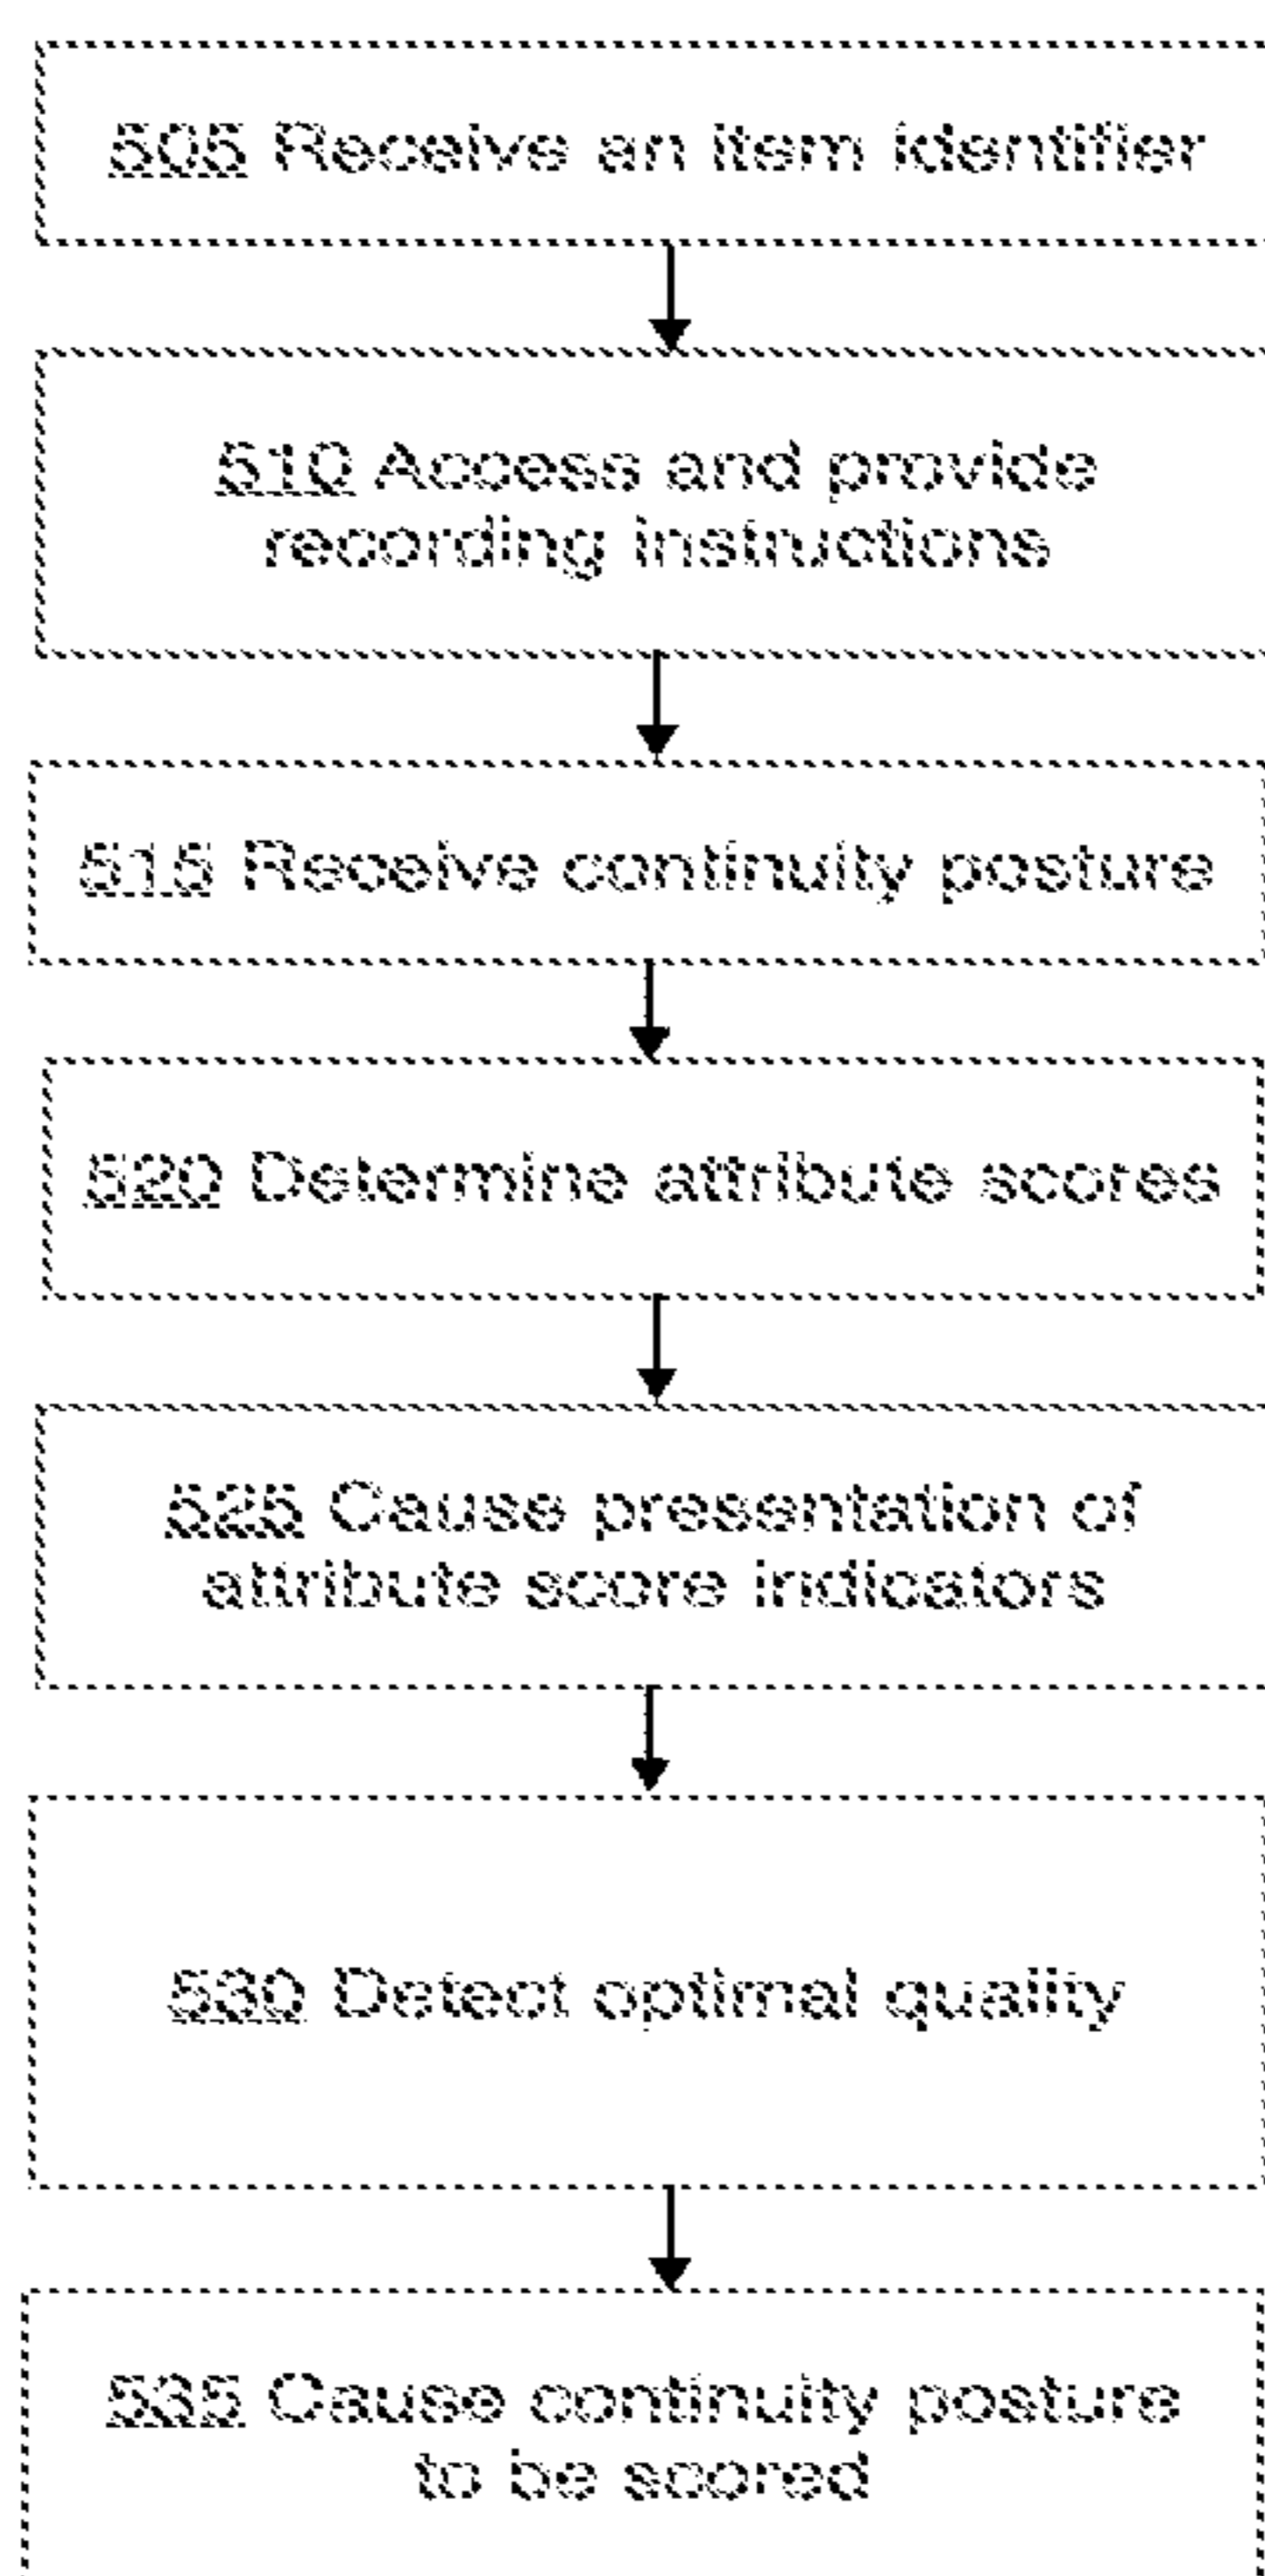 505 Receive an item identifier
510 Access and provide
recording instructions
515 Receive continuity posture
520 Determine attribute scores
525 Cause presentation of
attribute score indicators
530 Detect optimal quality
535 Cause continuity posture
to be scored